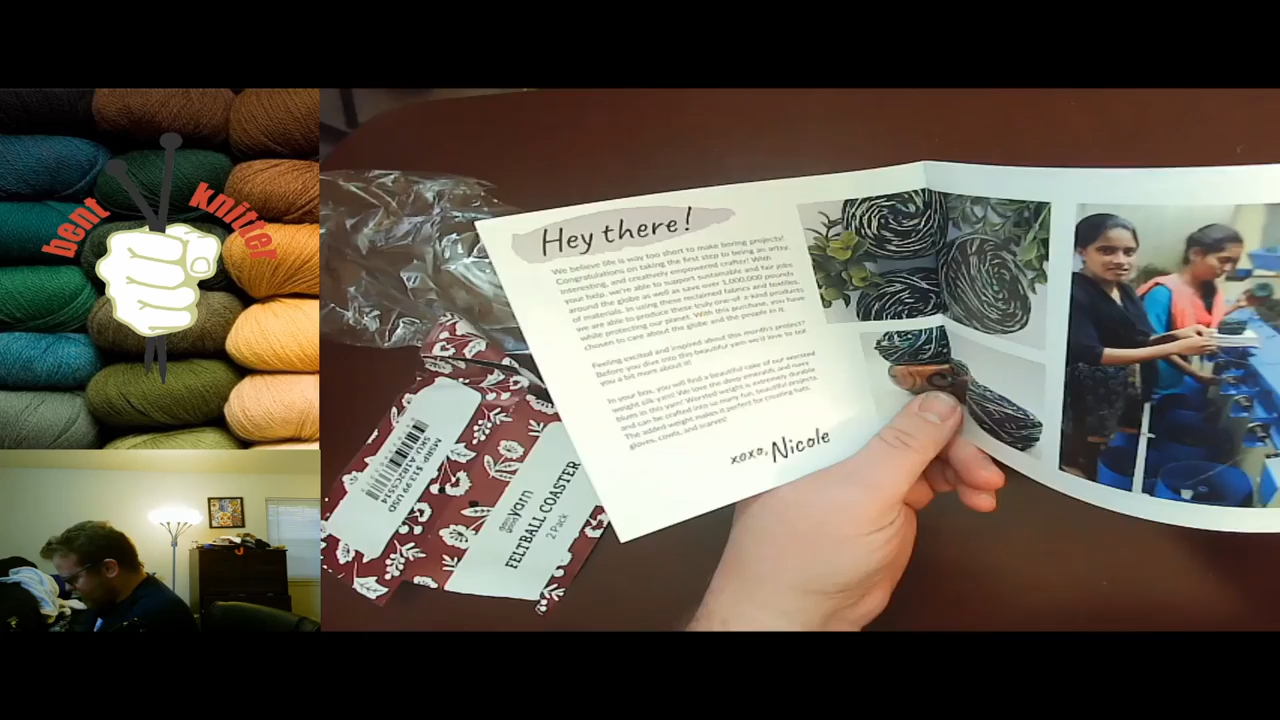 bent knitter
Hey there!
We believe life is way too short to make boring projects!
Congratulations on taking the first step to being an artsy,
interesting, and creatively empowered crafter! With
your help, we're able to support sustainable and fair jobs
around the globe as well as save over 1,000,000 pounds
of materials. In using these reclaimed fabrics and textiles,
we are able to produce these truly one-of-a-kind products
while protecting our planet. With this purchase, you have
chosen to care about the globe and the people in it.
Feeling excited and inspired about this month's project?
Before you dive into this beautiful yarn we'd love to tell
you a bit more about it!
In your box, you will find a beautiful cake of our worsted
weight silk yarn! We love the deep emeralds and navy
blues in this yarn! Worsted weight is extremely durable
and can be crafted into so many fun, beautiful projects.
The added weight makes it perfect for creating hats,
gloves, cowls, and scarves!
xoxo, Nicole
MSRP $13.99 USD
darn good yarn
FELTBALL COASTER
2 Pack